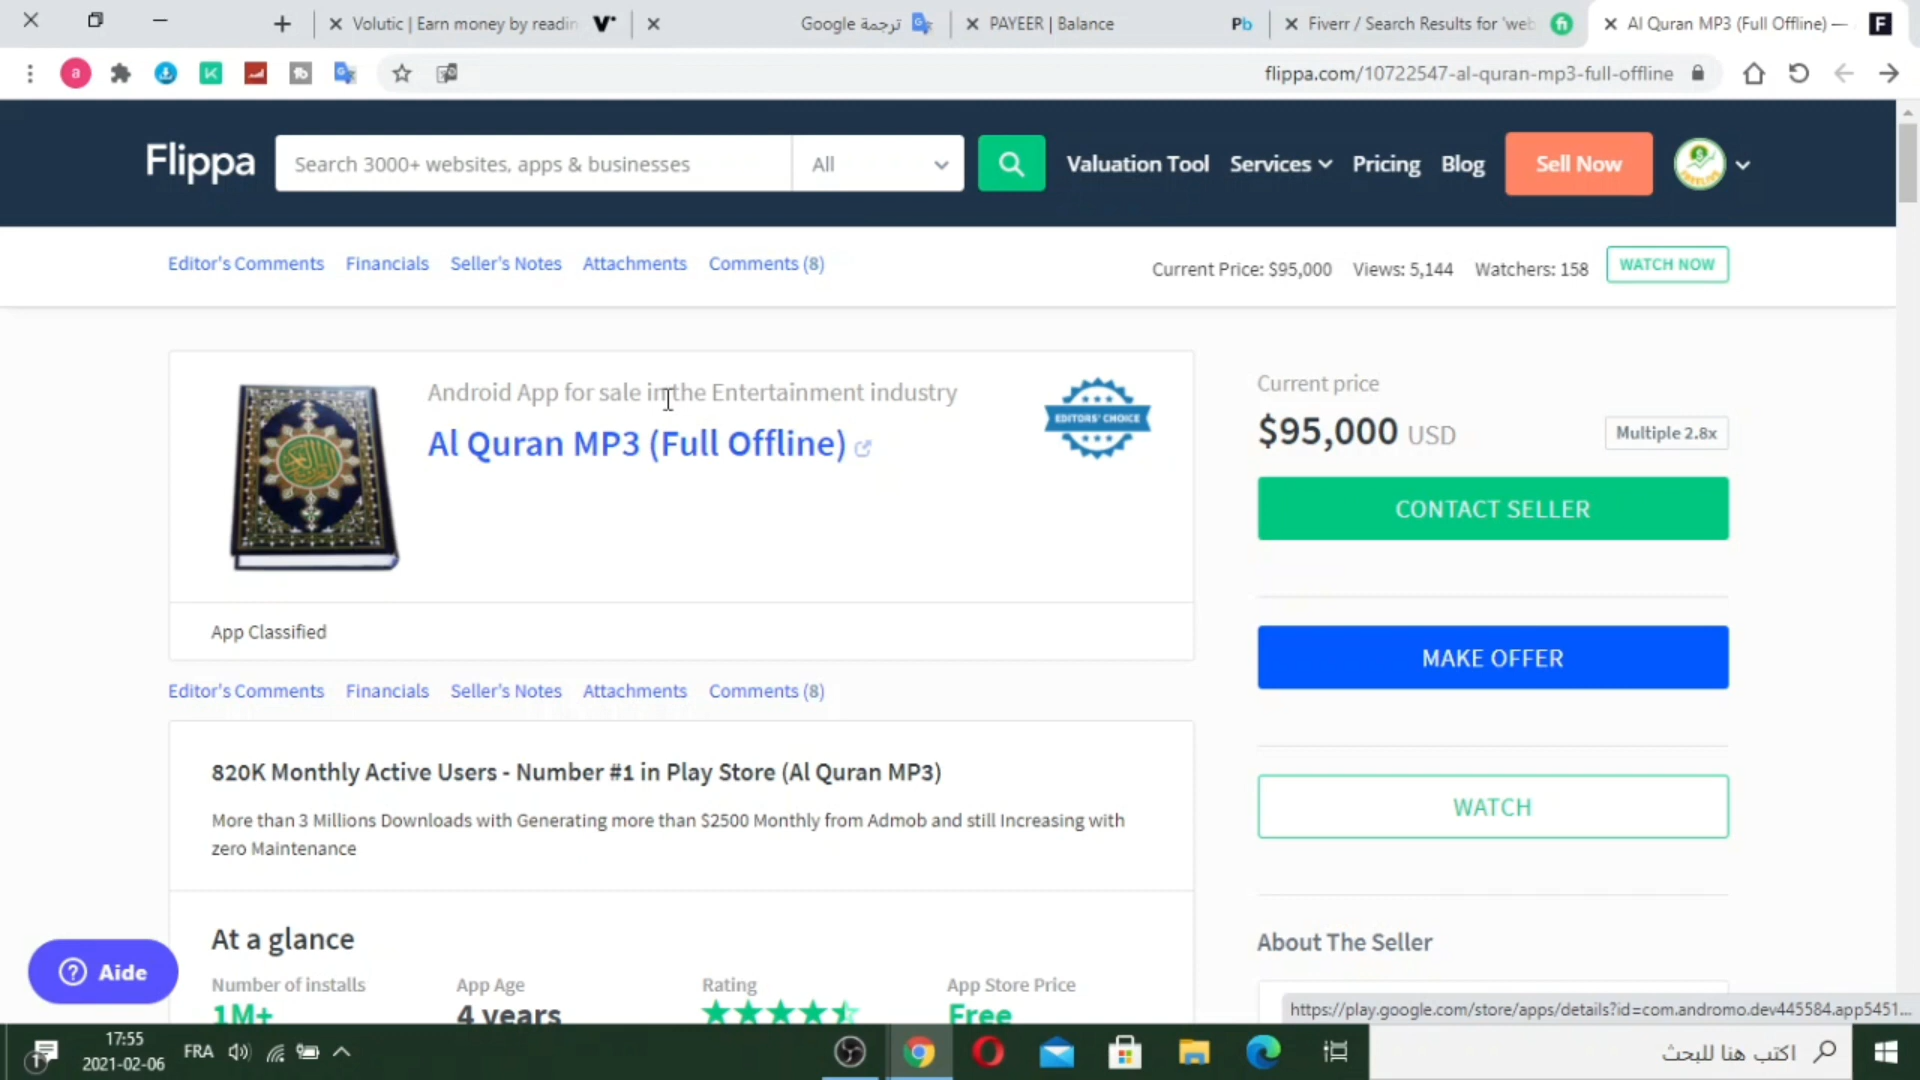 Volutic | Earn money by readin
ترجمة Google
PAYEER | Balance
Pb
Fiverr / Search Results for 'web
Al Quran MP3 (Full Offline) —
F
a
flippa.com/10722547-al-quran-mp3-full-offline
Flippa
Search 3000+ websites, apps & businesses
All
Valuation Tool
Services
Pricing
Blog
Sell Now
Editor's Comments
Financials
Seller's Notes
Attachments
Comments (8)
Current Price: $95,000
Views: 5,144
Watchers: 158
WATCH NOW
Android App for sale in the Entertainment industry
Al Quran MP3 (Full Offline)
EDITORS' CHOICE
Current price
$95,000 USD
Multiple 2.8x
CONTACT SELLER
App Classified
MAKE OFFER
Editor's Comments
Financials
Seller's Notes
Attachments
Comments (8)
820K Monthly Active Users - Number #1 in Play Store (Al Quran MP3)
More than 3 Millions Downloads with Generating more than $2500 Monthly from Admob and still Increasing with
zero Maintenance
WATCH
At a glance
About The Seller
Number of installs
App Age
Rating
App Store Price
1M+
4 years
Free
Aide
https://play.google.com/store/apps/details?id=com.andromo.dev445584.app5451...
17:55
2021-02-06
FRA
اكتب هنا للبحث